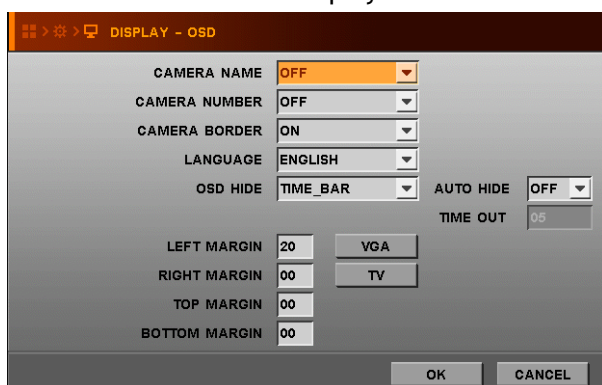 DISPLAY - OSD
CAMERA NAME OFF
CAMERA NUMBER OFF
CAMERA BORDER ON
LANGUAGE ENGLISH
OSD HIDE TIME_BAR AUTO HIDE OFF
TIME OUT 05
LEFT MARGIN 20 VGA
RIGHT MARGIN 00 TV
TOP MARGIN 00
BOTTOM MARGIN 00
OK CANCEL